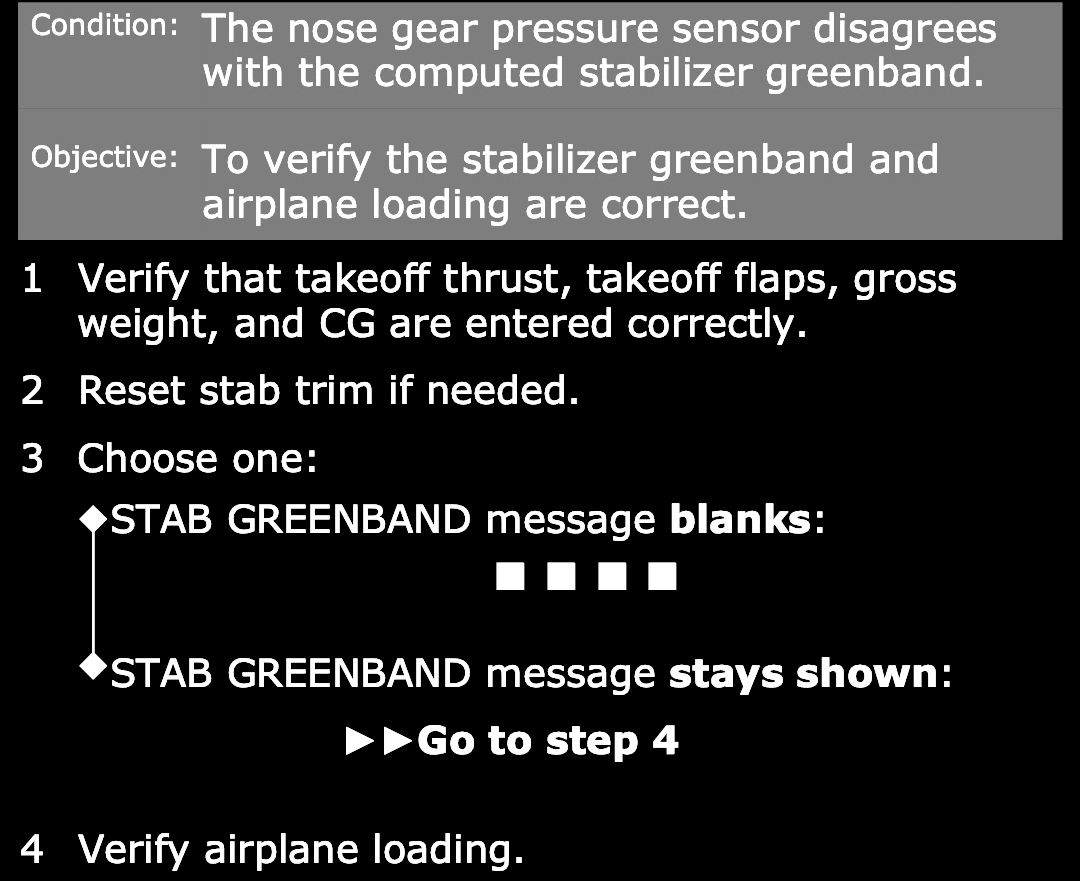 Condition: The nose gear pressure sensor disagrees
with the computed stabilizer greenband.
Objective: To verify the stabilizer greenband and
airplane loading are correct.
1 Verify that takeoff thrust, takeoff flaps, gross
weight, and CG are entered correctly.
2 Reset stab trim if needed.
3 Choose one:
STAB GREENBAND message blanks:
STAB GREENBAND message stays shown:
Go to step 4
4 Verify airplane loading.